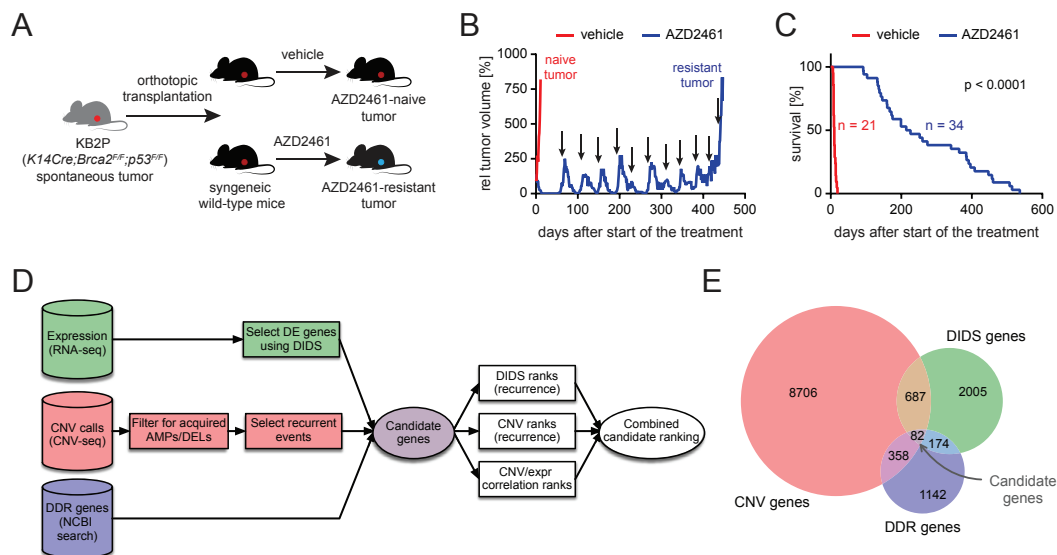 A
vehicle
orthotopic
transplantation
AZD2461-naive
tumor
KB2P
(K14Cre;Brca2F/F;p53F/F)
spontaneous tumor
AZD2461
syngeneic
wild-type mice
AZD2461-resistant
tumor
B
vehicle
AZD2461
rel tumor volume [%]
1000
750
500
250
0
naive
tumor
resistant
tumor
0
100
200
300
400
500
days after start of the treatment
C
vehicle
AZD2461
survival [%]
100
50
0
p < 0.0001
n = 21
n = 34
0
200
400
600
days after start of the treatment
D
Expression
(RNA-seq)
Select DE genes
using DIDS
CNV calls
(CNV-seq)
Filter for acquired
AMPs/DELs
Select recurrent
events
DDR genes
(NCBI
search)
Candidate
genes
DIDS ranks
(recurrence)
CNV ranks
(recurrence)
CNV/expr
correlation ranks
Combined
candidate ranking
E
DIDS genes
8706
687
2005
82
174
358
1142
CNV genes
DDR genes
Candidate
genes